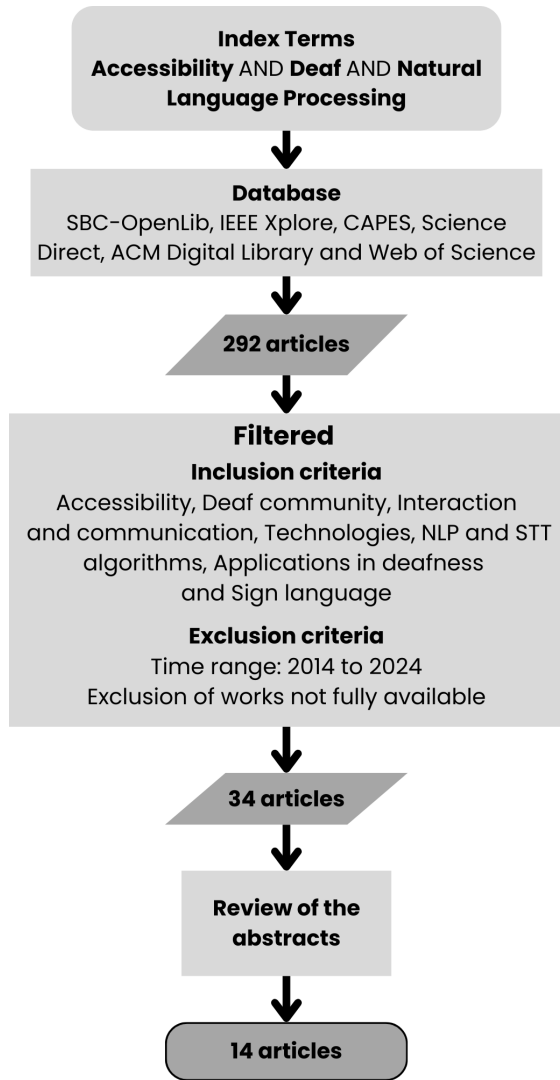 Index Terms
Accessibility AND Deaf AND Natural
Language Processing
Database
SBC-OpenLib, IEEE Xplore, CAPES, Science
Direct, ACM Digital Library and Web of Science
292 articles
Filtered
Inclusion criteria
Accessibility, Deaf community, Interaction
and communication, Technologies, NLP and STT
algorithms, Applications in deafness
and Sign language
Exclusion criteria
Time range: 2014 to 2024
Exclusion of works not fully available
34 articles
Review of the
abstracts
14 articles